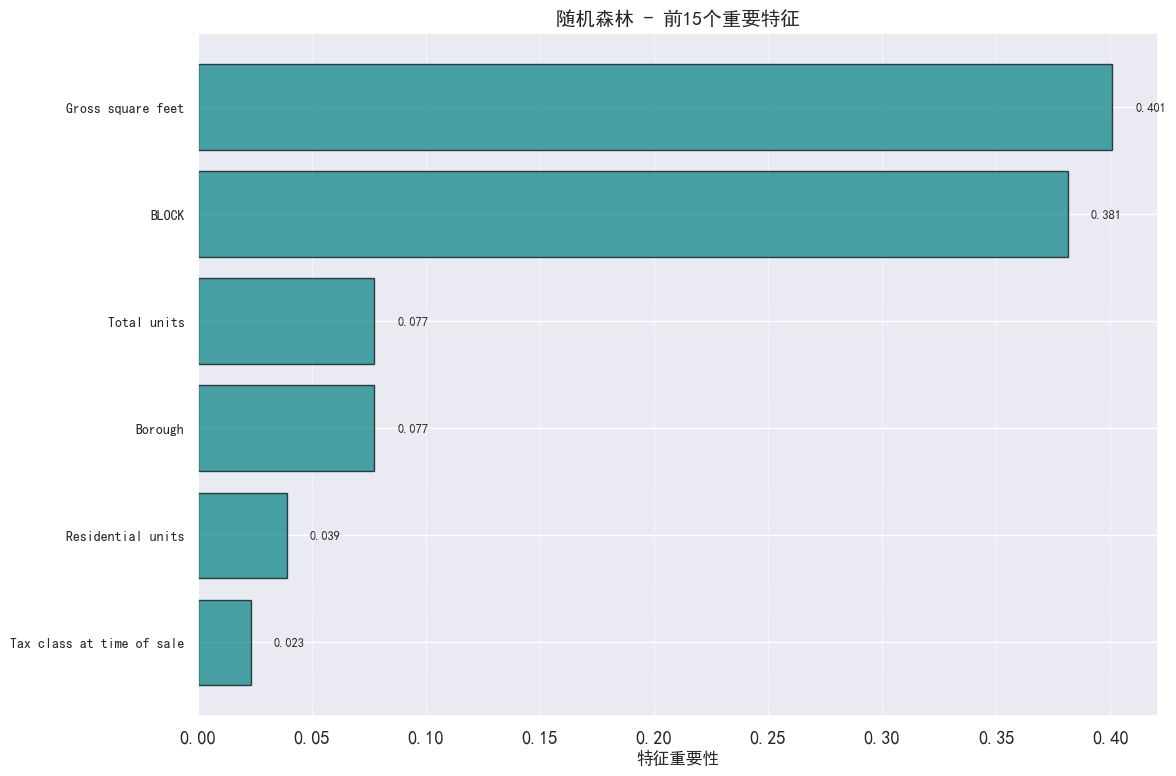 随机森林 - 前15个重要特征
Gross square feet
0.401
BLOCK
0.381
Total units
0.077
Borough
0.077
Residential units
0.039
Tax class at time of sale
0.023
0.00 0.05 0.10 0.15 0.20 0.25 0.30 0.35 0.40
特征重要性